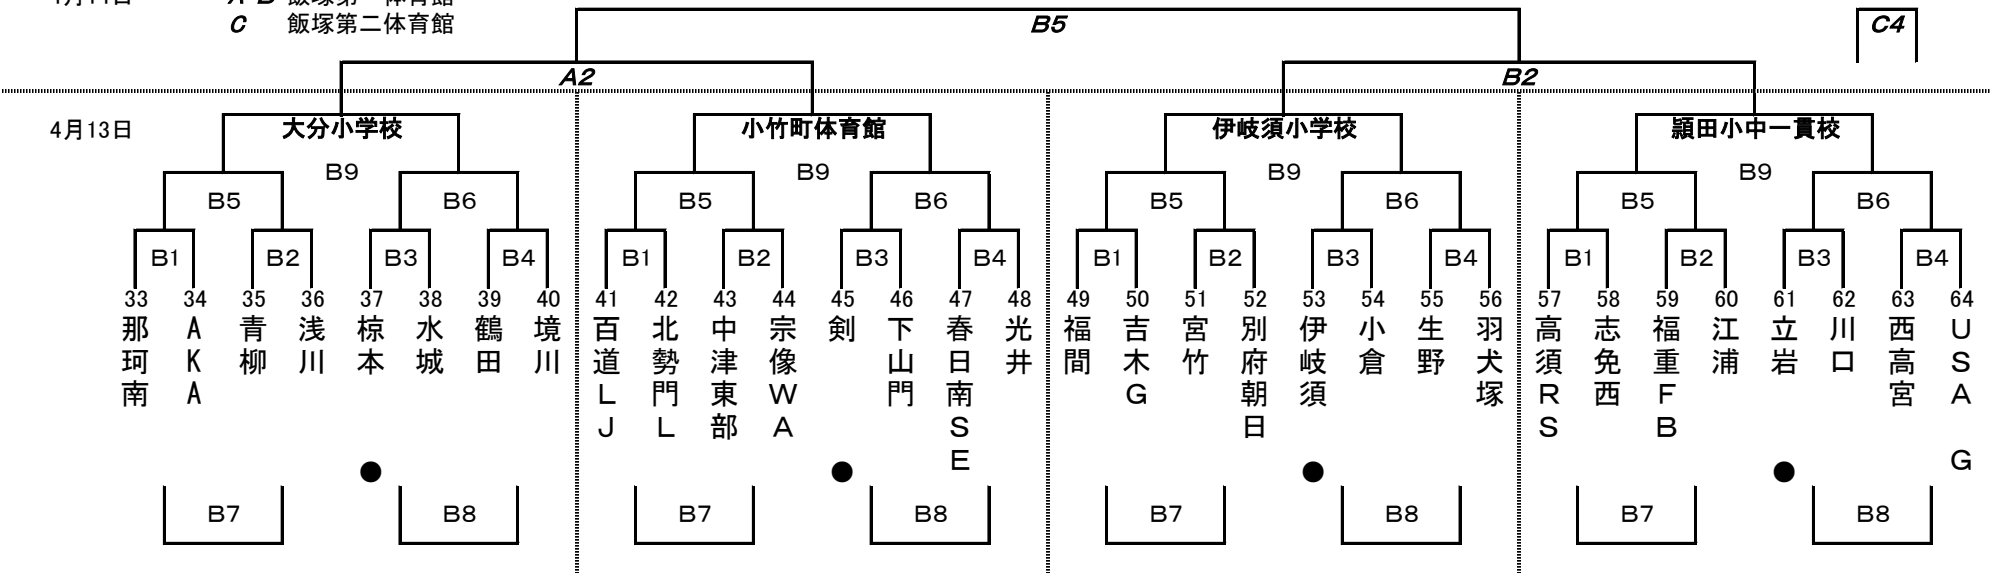 飯塚第二体育館
C
B5
C4
A2
B2
4月13日
大分小学校
小竹町体育館
伊岐須小学校
頴田小中一貫校
B9
B9
B9
B9
B5
B6
B5
B6
B5
B6
B5
B6
B1
B2
B3
B4
B1
B2
B3
B4
B1
B2
B3
B4
B1
B2
B3
B4
33 那珂南
34 AKA
35 青柳
36 浅川
37 椋本
38 水城
39 鶴田
40 境川
41 百道LJ
42 北勢門L
43 中津東部
44 宗像WA
45 剣
46 下山門
47 春日南SE
48 光井
49 福間
50 吉木G
51 宮竹
52 別府朝日
53 伊岐須
54 小倉
55 生野
56 羽犬塚
57 高須RS
58 志免西
59 福重FB
60 江浦
61 立岩
62 川口
63 西高宮
64 USA G
●
●
●
●
B7
B8
B7
B8
B7
B8
B7
B8